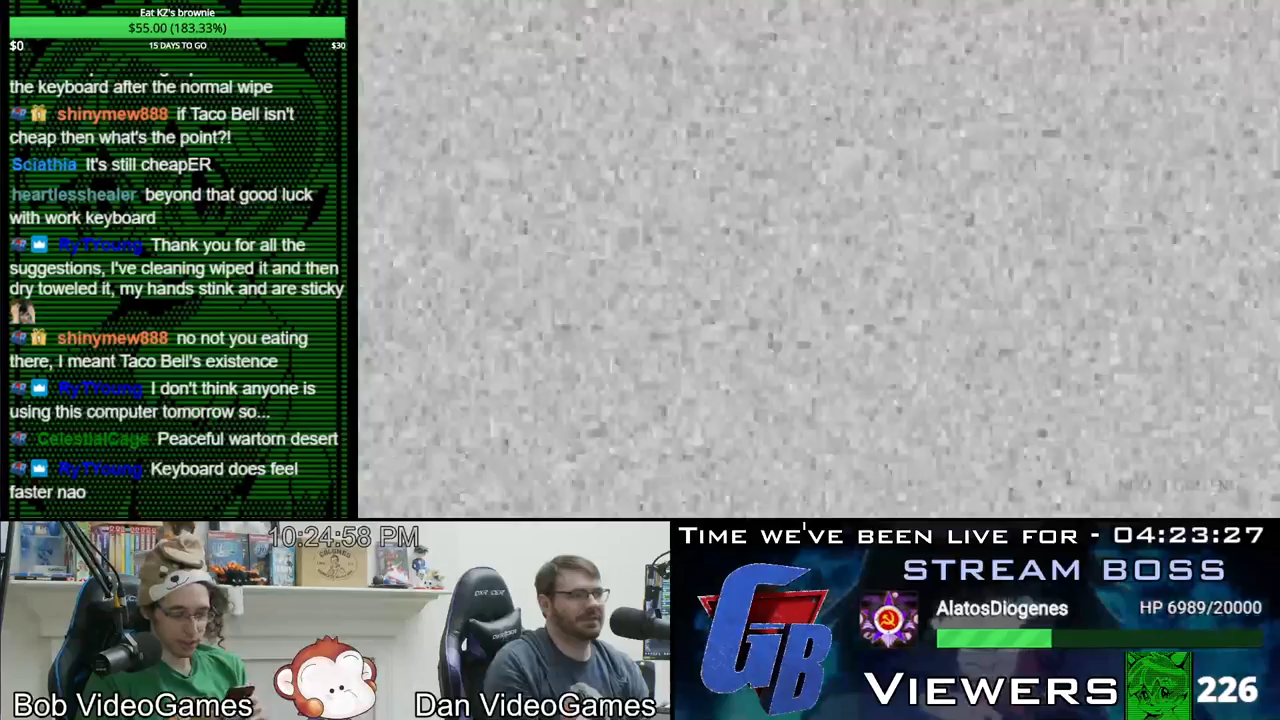 Eat KZ's brownie
$55.00 (183.33%)
$0 15 DAYS TO GO $30
the keyboard after the normal wipe
shinymew888 if Taco Bell isn't
cheap then what's the point?!
Sciathia It's still cheapER
heartlesshealer beyond that good luck
with work keyboard
RyTYoung Thank you for all the
suggestions, I've cleaning wiped it and then
dry toweled it, my hands stink and are sticky
shinymew888 no not you eating
there, I meant Taco Bell's existence
RyTYoung I don't think anyone is
using this computer tomorrow so...
CelestialCage Peaceful wartorn desert
RyTYoung Keyboard does feel
faster nao
10:24:58 PM
Bob VideoGames
Dan VideoGames
TIME WE'VE BEEN LIVE FOR - 04:23:27
STREAM BOSS
AlatosDiogenes HP 6989/20000
GB
VIEWERS 226